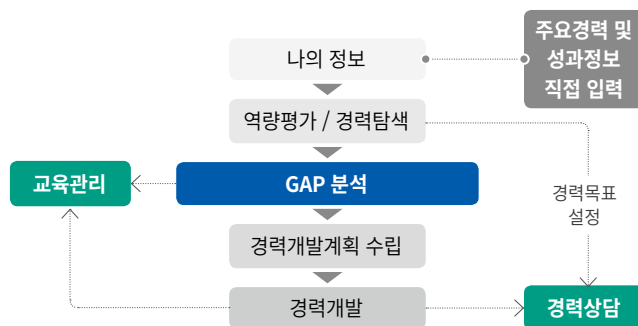 주요경력 및
성과정보
직접 입력
나의 정보
역량평가 / 경력탐색
교육관리
GAP 분석
경력목표
설정
경력개발계획 수립
경력개발
경력상담